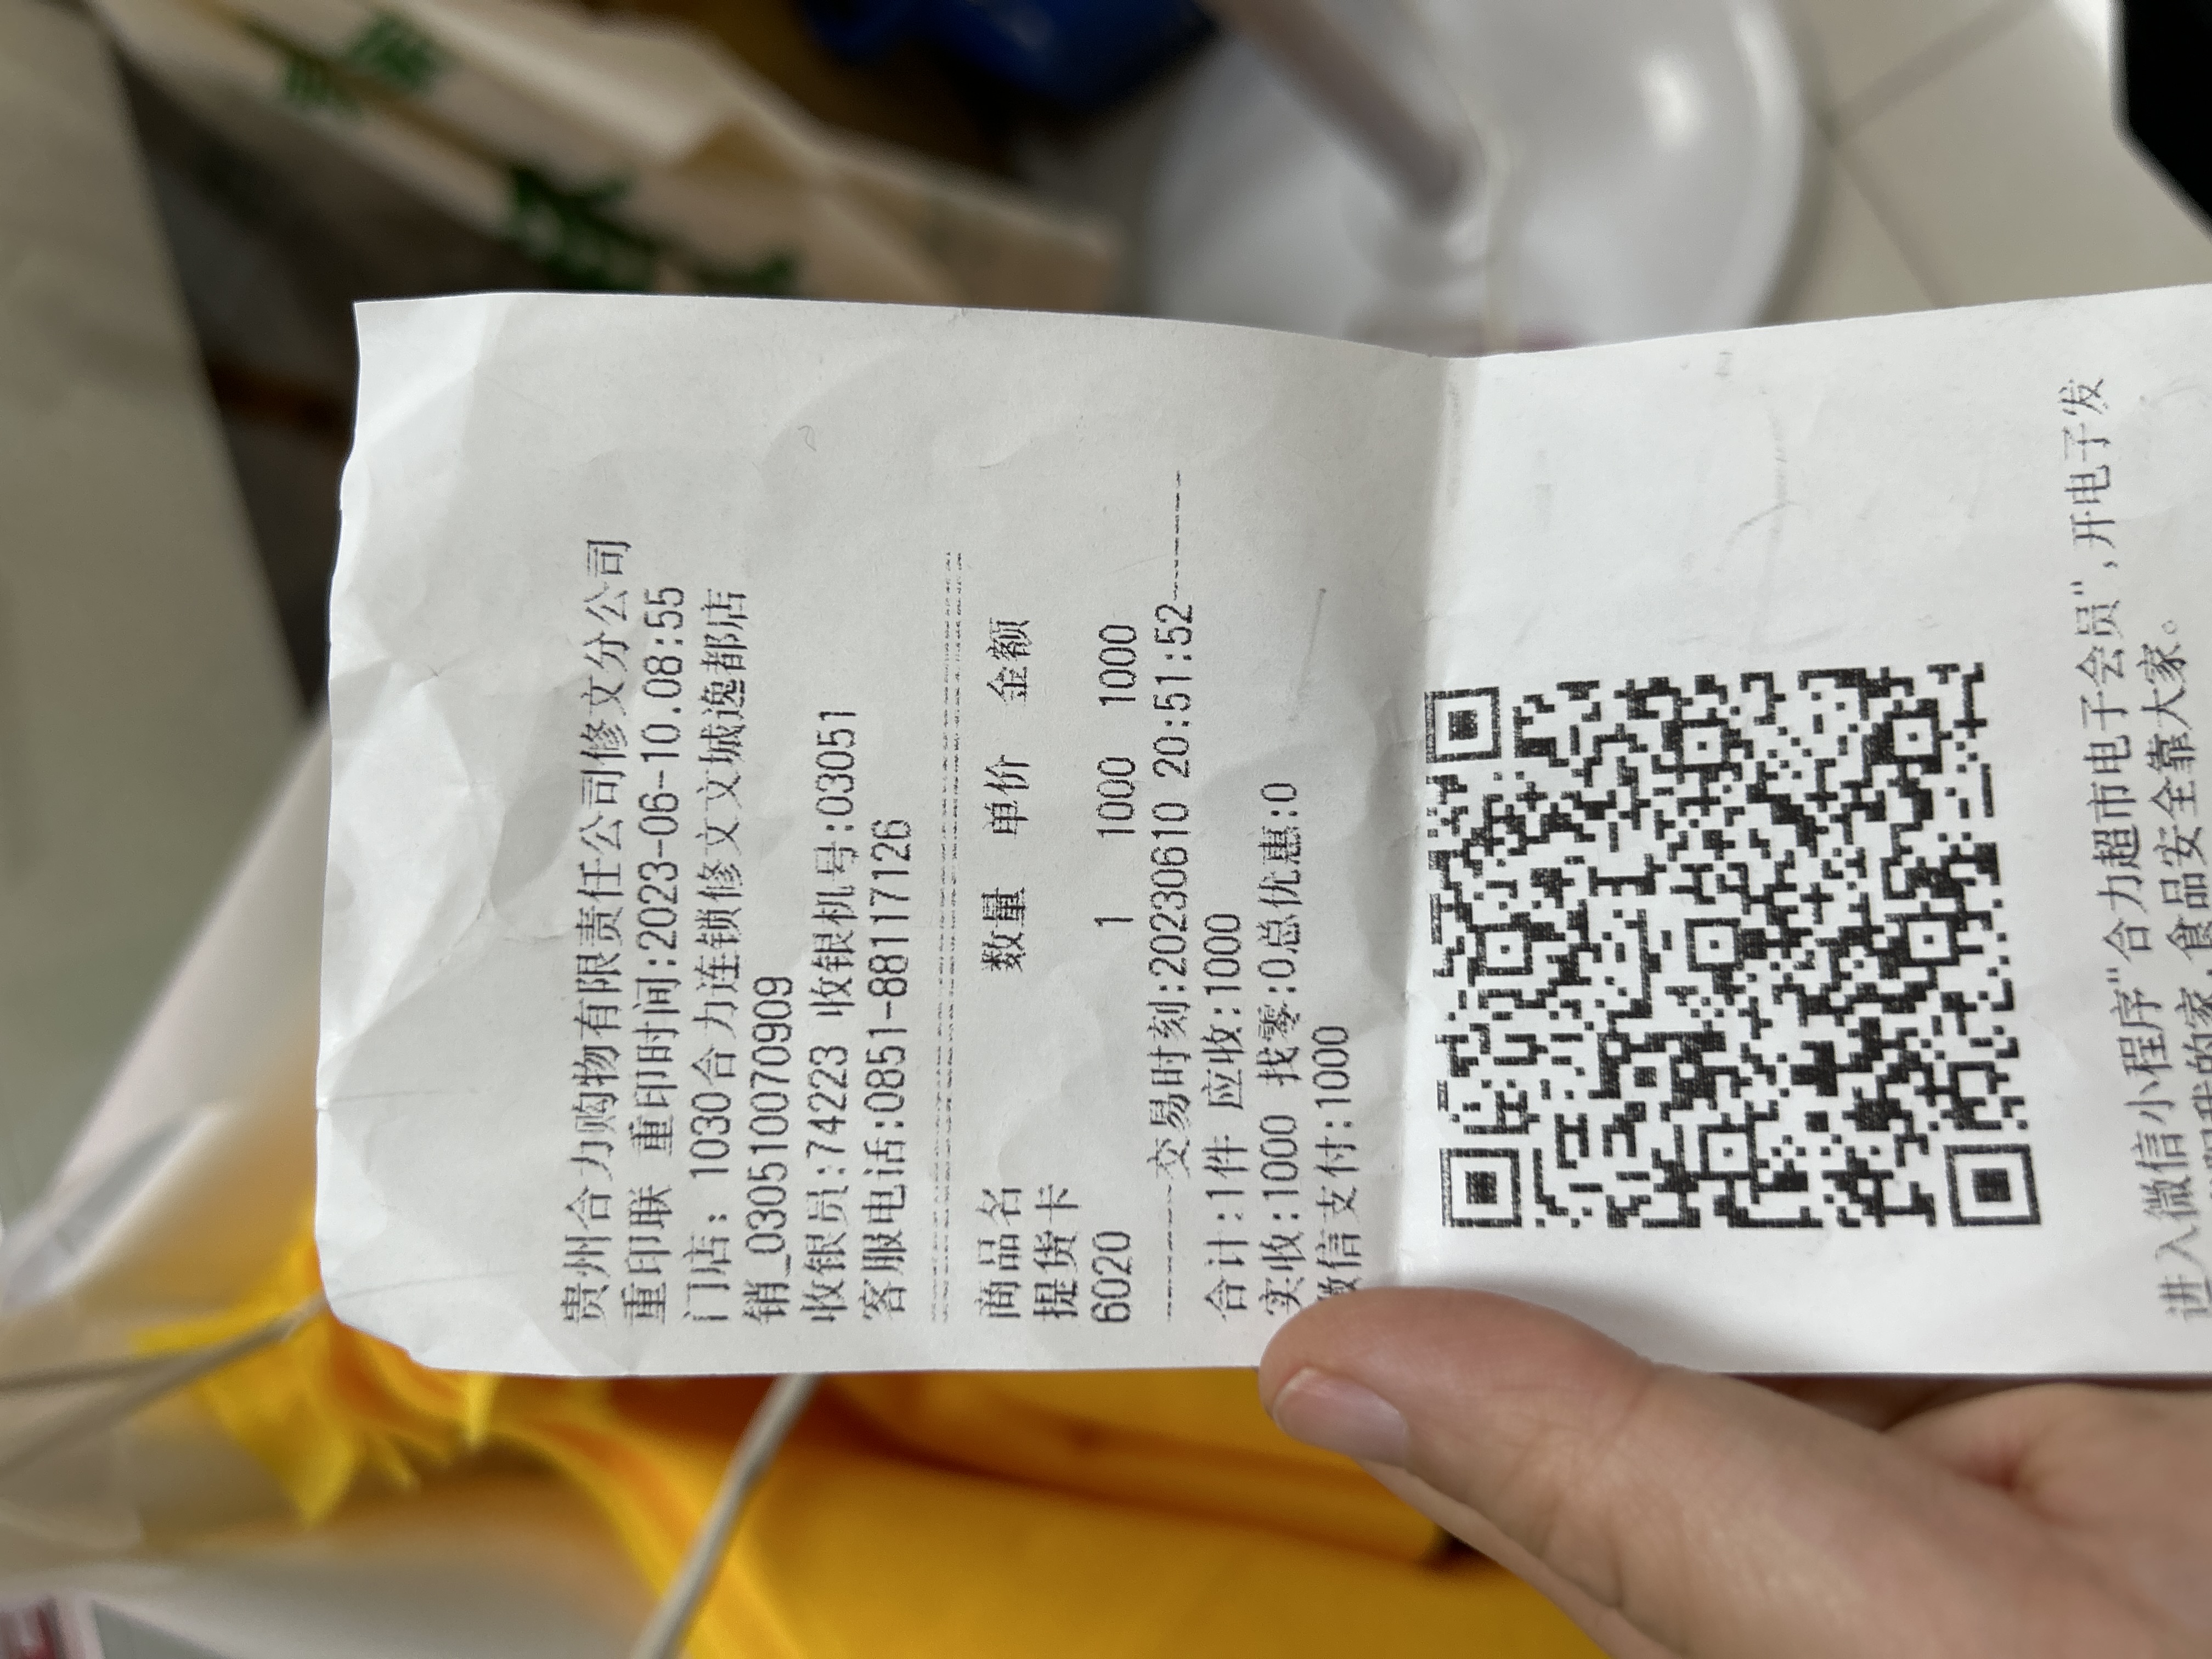 贵州合力购物有限责任公司修文分公司
重印联 重印时间:2023-06-10.08:55
门店: 1030合力连锁修文文城逸都店
销_030510070909
收银员:74223 收银机号:03051
客服电话:0851-88117126
商品名 数量 单价 金额
提货卡
6020 1 1000 1000
交易时刻:20230610 20:51:52
合计:1件 应收:1000
实收:1000 找零:0总优惠:0
微信支付:1000
进入微信小程序"合力超市电子会员",开电子发
我的家,食品安全靠大家。